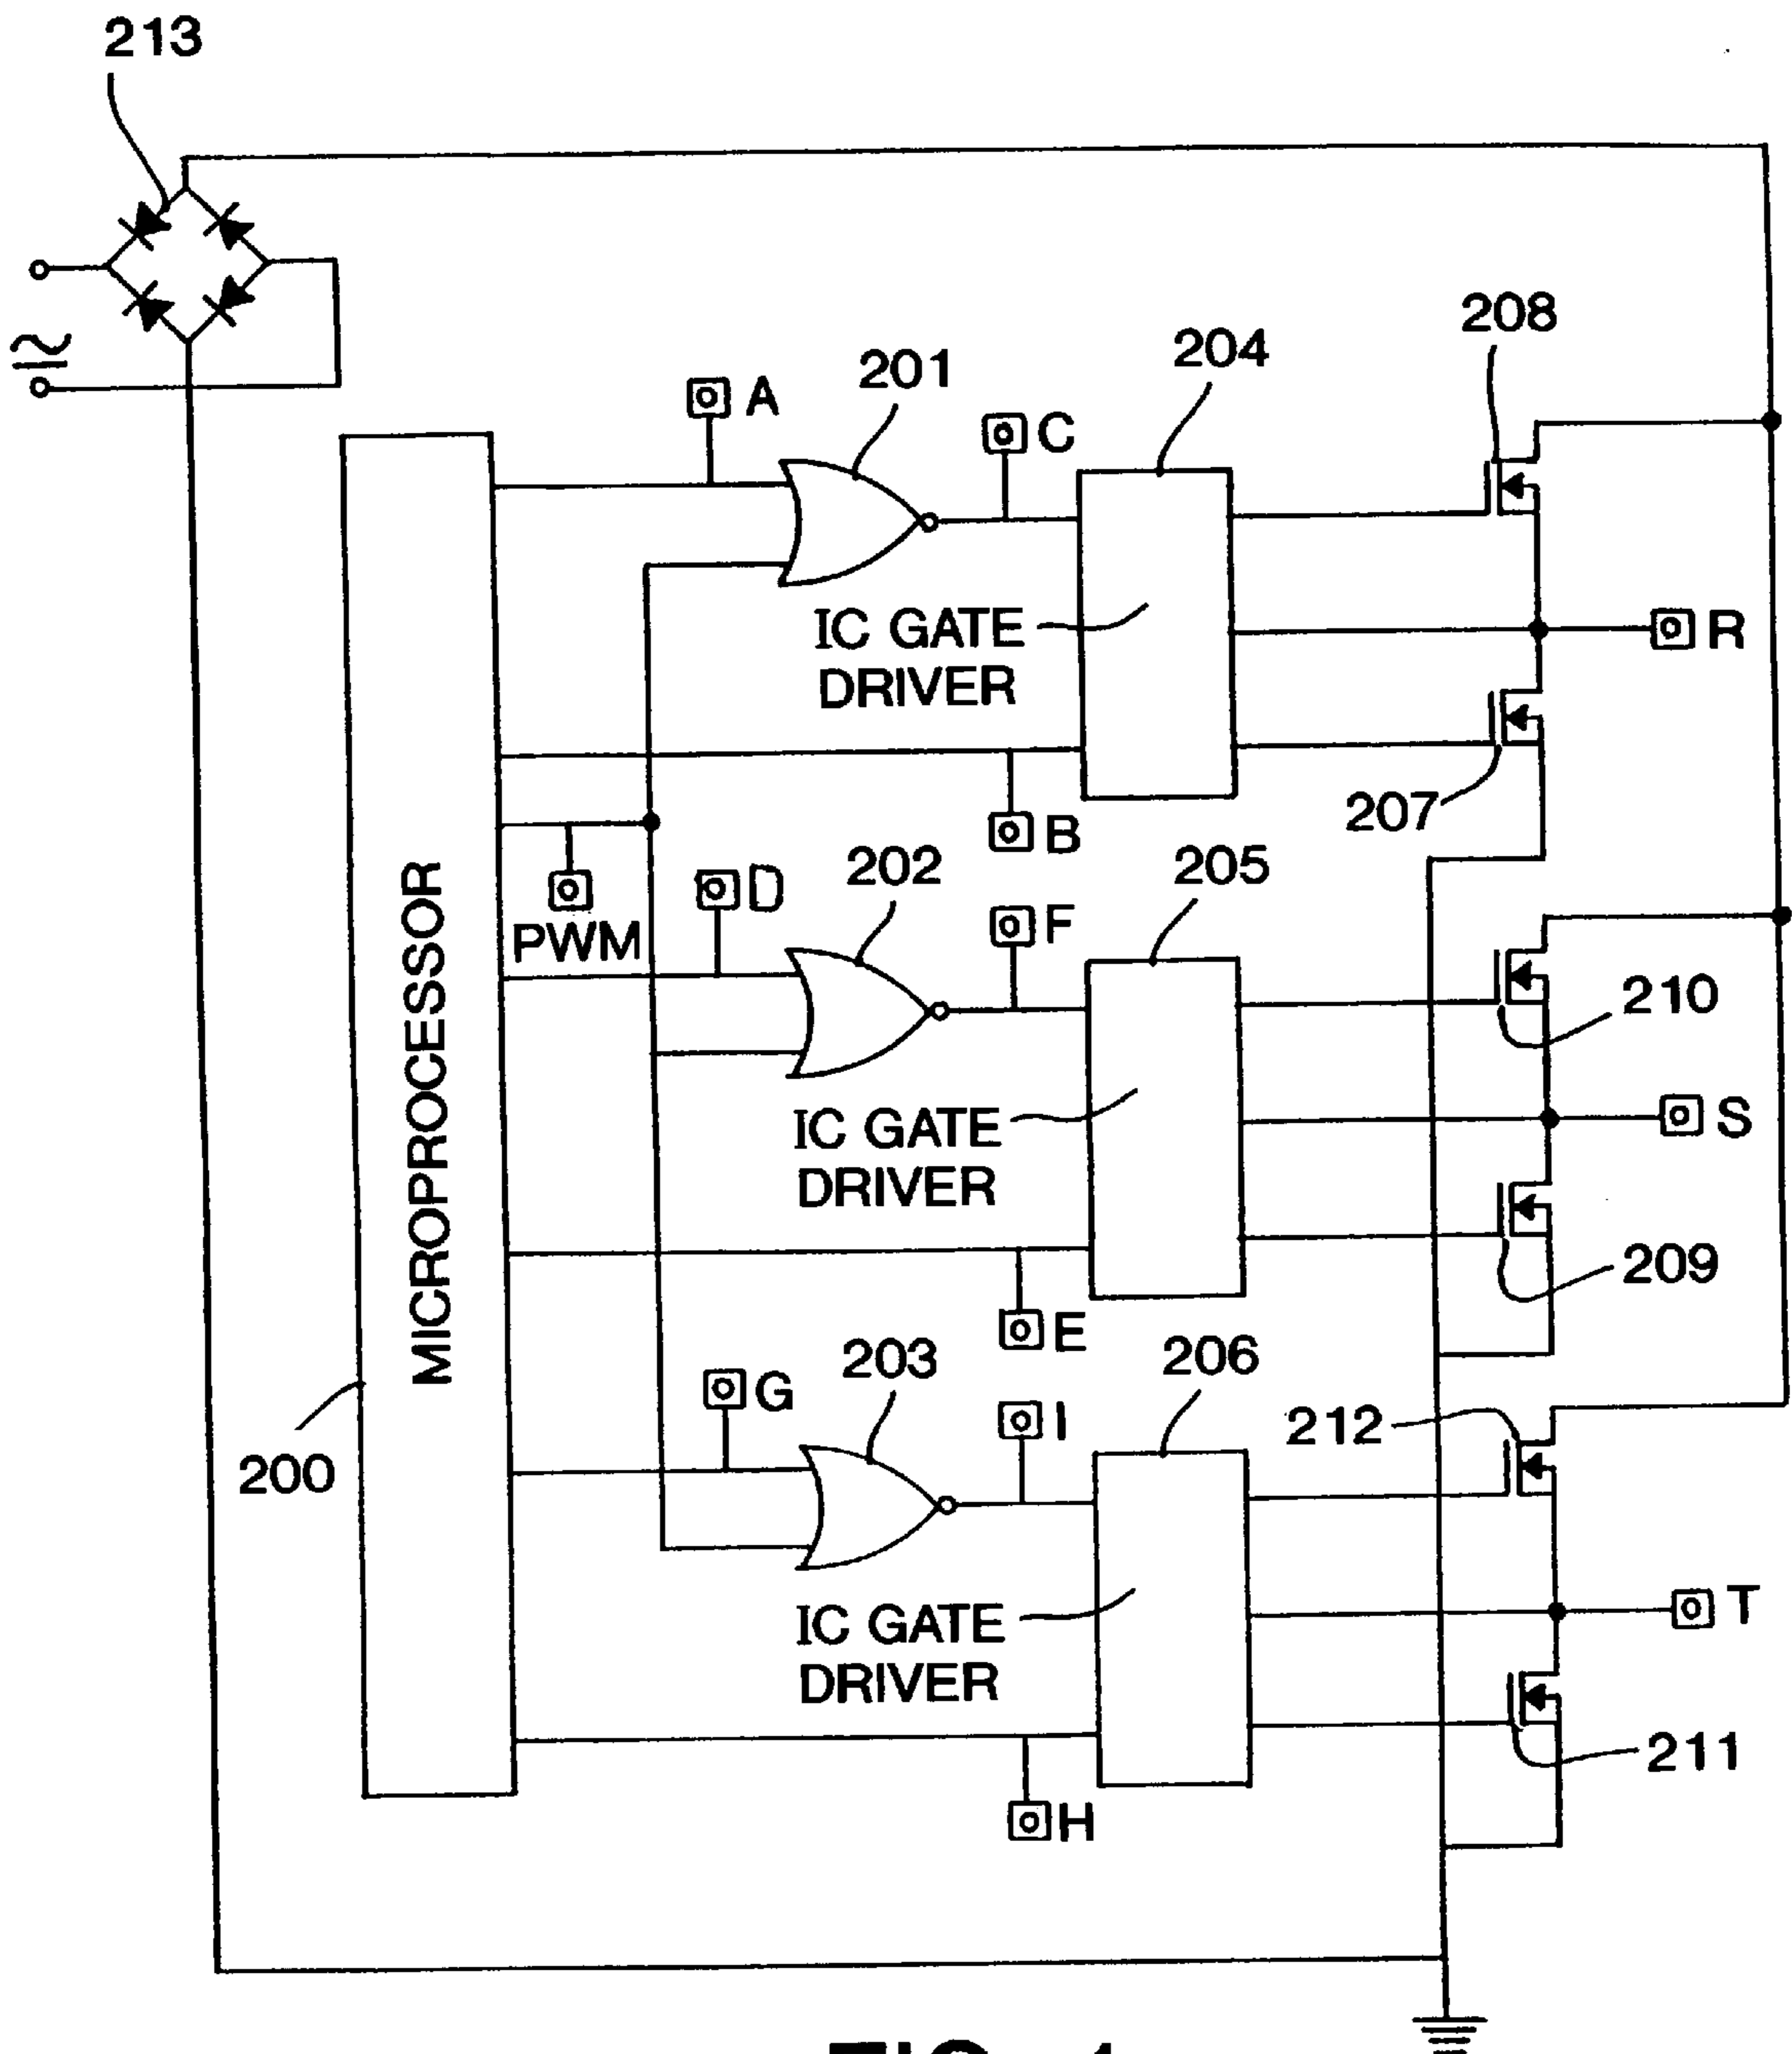 213
208
204
201
A
C
IC GATE
DRIVER
R
207
B
PWM
202
D
205
F
210
MICROPROCESSOR
IC GATE
DRIVER
S
209
E
203
206
G
I
212
200
IC GATE
DRIVER
T
211
H